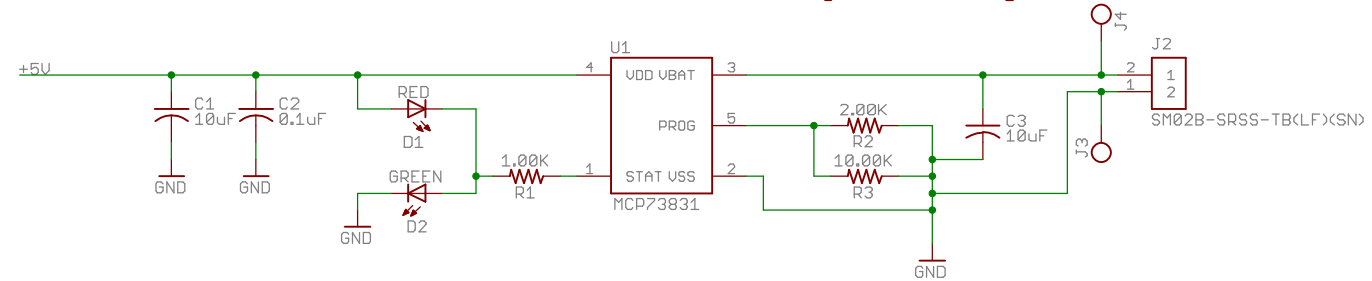 J4
U1
J2
+5V
4
VDD VBAT
3
2
1
RED
C1
10uF
C2
0.1uF
2.00K
1
2
D1
PROG
5
R2
C3
10uF
SM02B-SRSS-TB(LF)(SN)
J3
1.00K
10.00K
GREEN
1
STAT VSS
2
GND
GND
R1
R3
MCP73831
D2
GND
GND